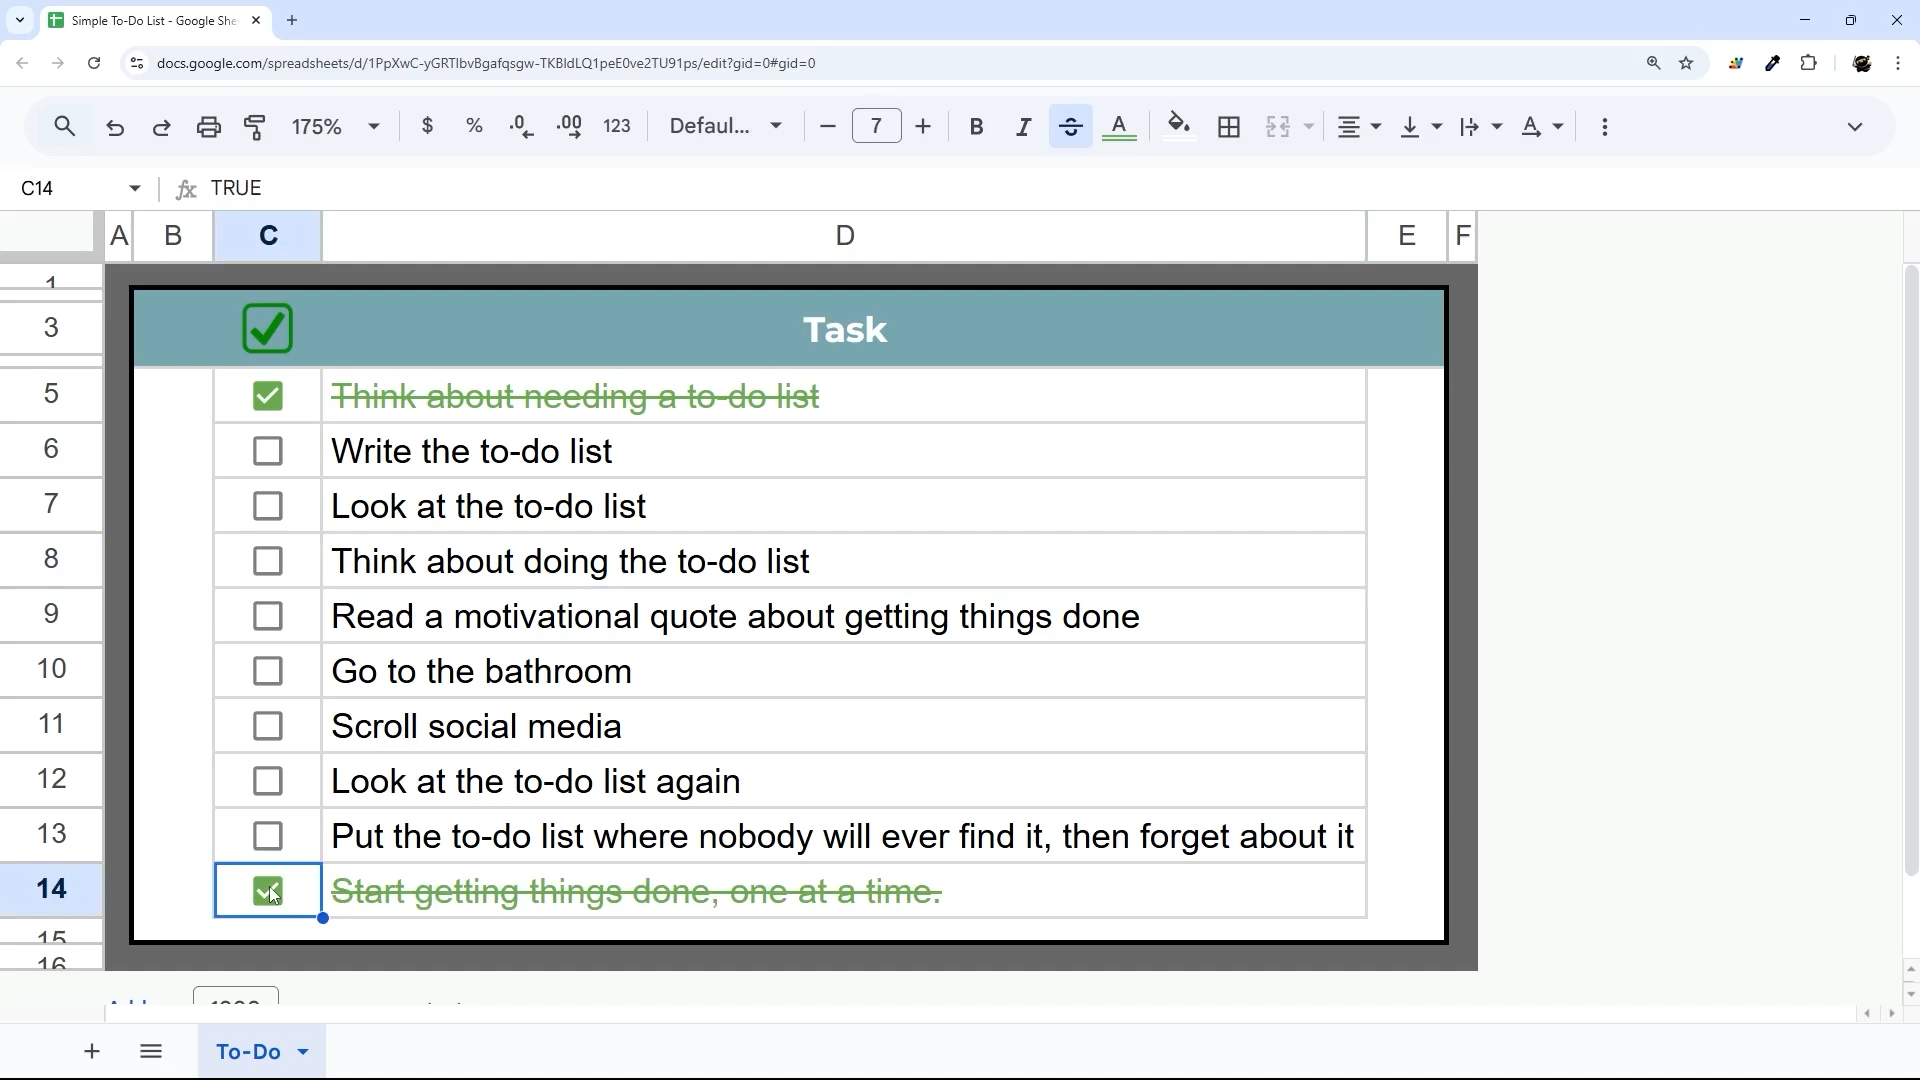 Simple To-Do List - Google She
docs.google.com/spreadsheets/d/1PpXwC-yGRTlbvBgafqsgw-TKBldLQ1peE0ve2TU91ps/edit?gid=0#gid=0
175% $ % .0 .00 123 Defaul... 7 B I A A
C14 fx TRUE
A B C D E F
1
3 Task
5 Think about needing a to-do list
6 Write the to-do list
7 Look at the to-do list
8 Think about doing the to-do list
9 Read a motivational quote about getting things done
10 Go to the bathroom
11 Scroll social media
12 Look at the to-do list again
13 Put the to-do list where nobody will ever find it, then forget about it
14 Start getting things done, one at a time.
15
16
To-Do